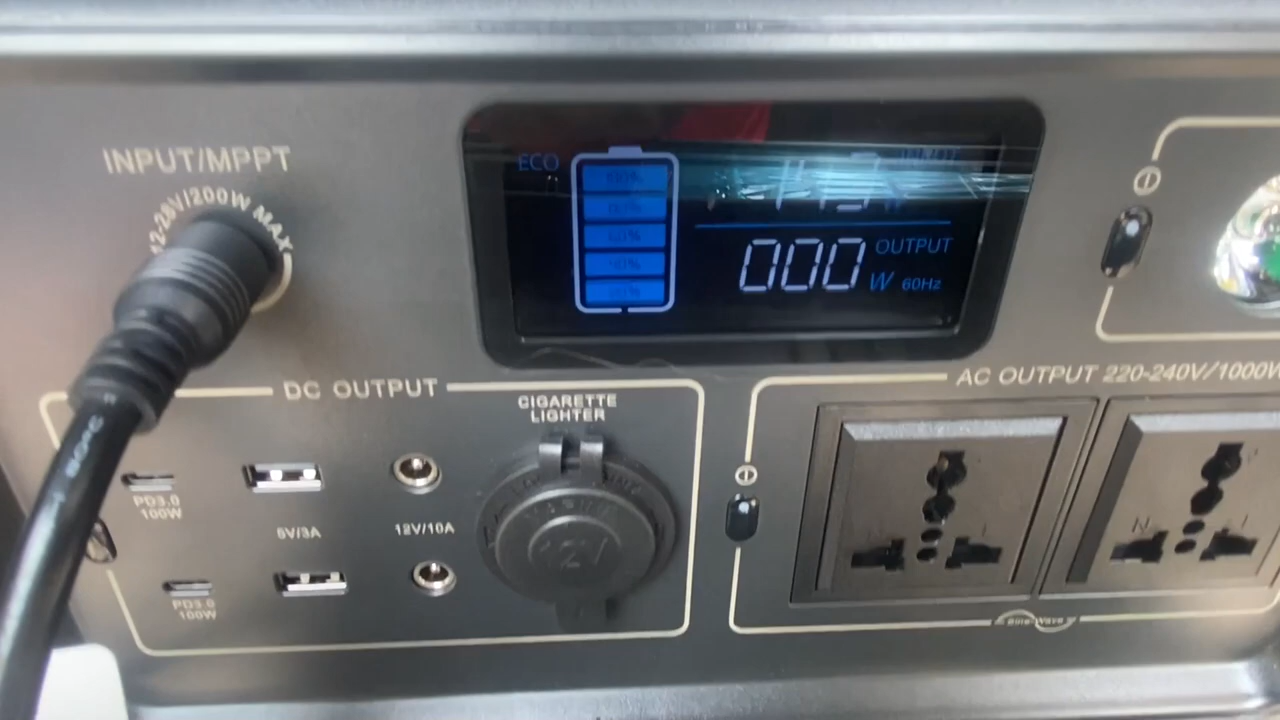 INPUT/MPPT
12-28V/200W MAX
ECO
000 OUTPUT
W 60Hz
DC OUTPUT
CIGARETTE
LIGHTER
PD3.0
100W
5V/3A
12V/10A
12V
PD3.0
100W
AC OUTPUT 220-240V/1000W
N